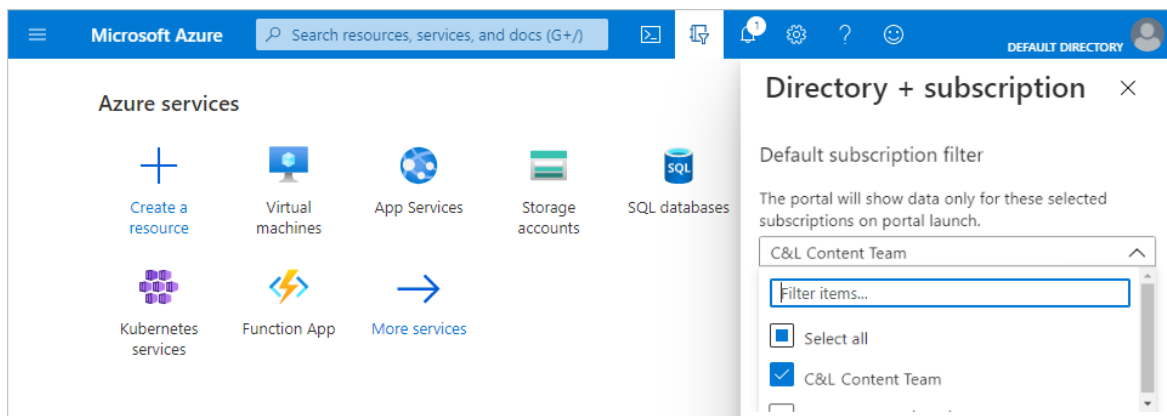 Microsoft Azure
Search resources, services, and docs (G+/)
1
DEFAULT DIRECTORY
Azure services
Create a
resource
Virtual
machines
App Services
Storage
accounts
SQL
SQL databases
Kubernetes
services
Function App
More services
Directory + subscription
Default subscription filter
The portal will show data only for these selected
subscriptions on portal launch.
C&L Content Team
Filter items...
Select all
C&L Content Team